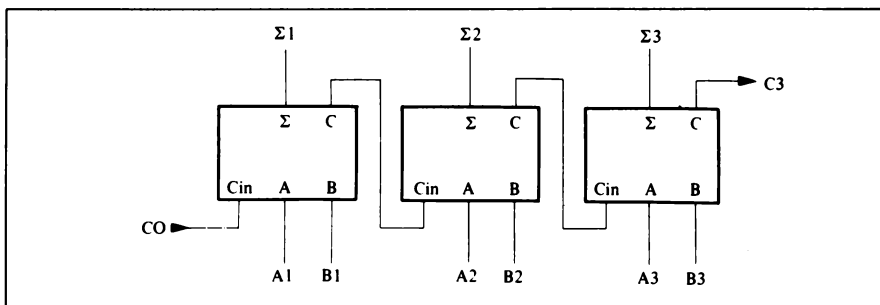 Σ1 Σ2 Σ3
C3
Σ C Σ C Σ C
Cin A B Cin A B Cin A B
CO
A1 B1 A2 B2 A3 B3